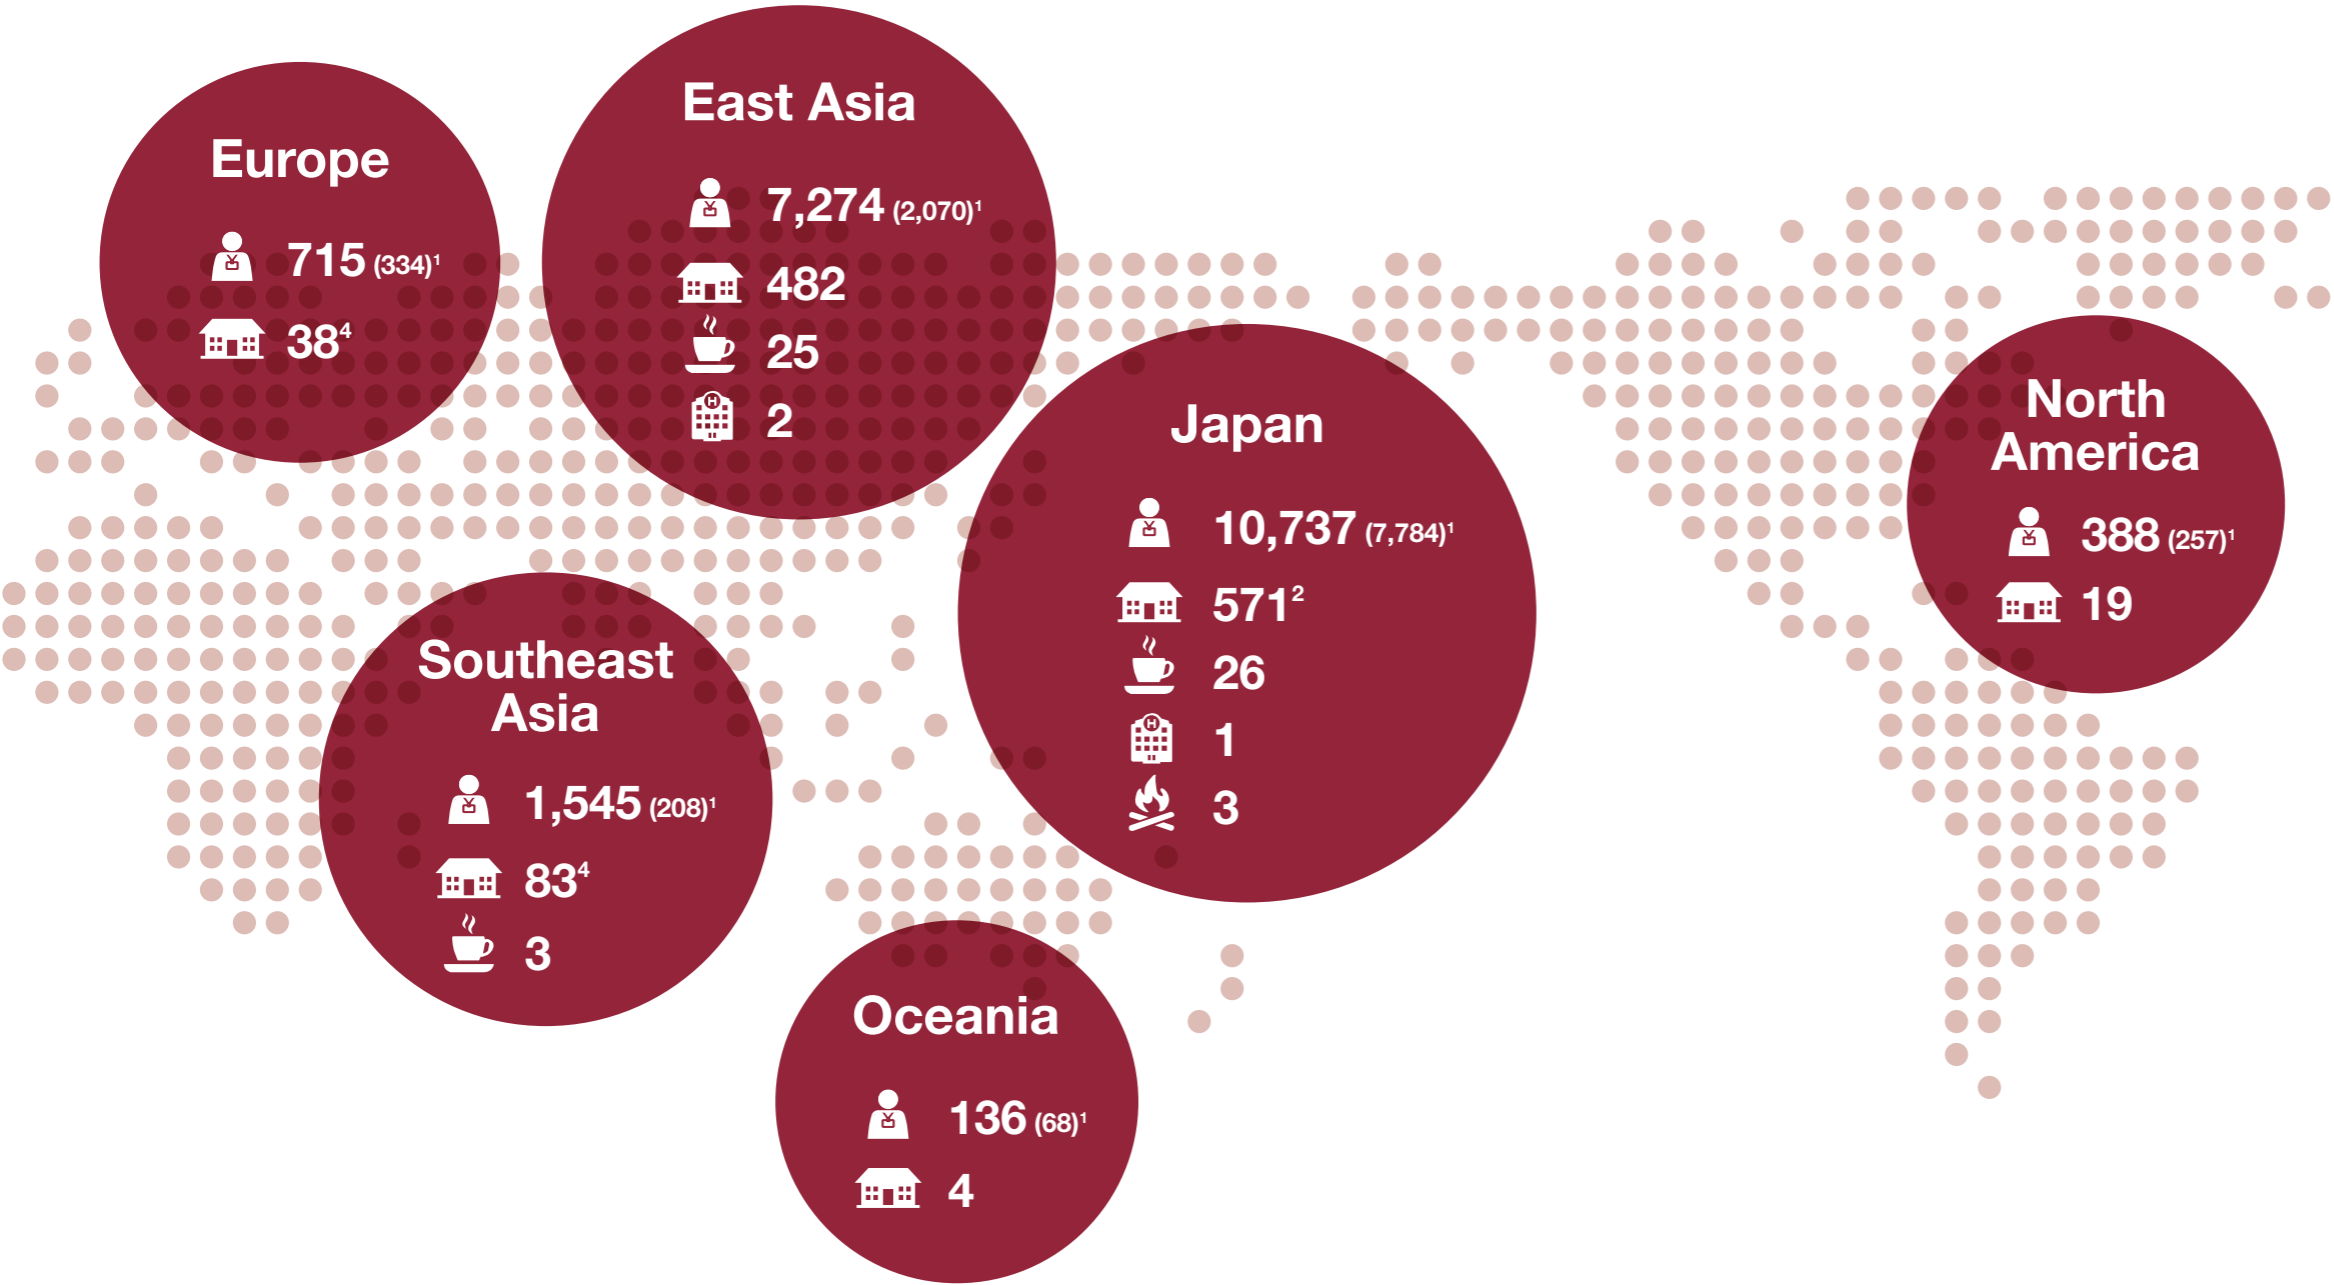 Europe
715 (334)¹
38⁴
East Asia
7,274 (2,070)¹
482
25
H
2
Japan
10,737 (7,784)¹
571²
26
H
1
3
North
America
388 (257)¹
19
Southeast
Asia
1,545 (208)¹
83⁴
3
Oceania
136 (68)¹
4